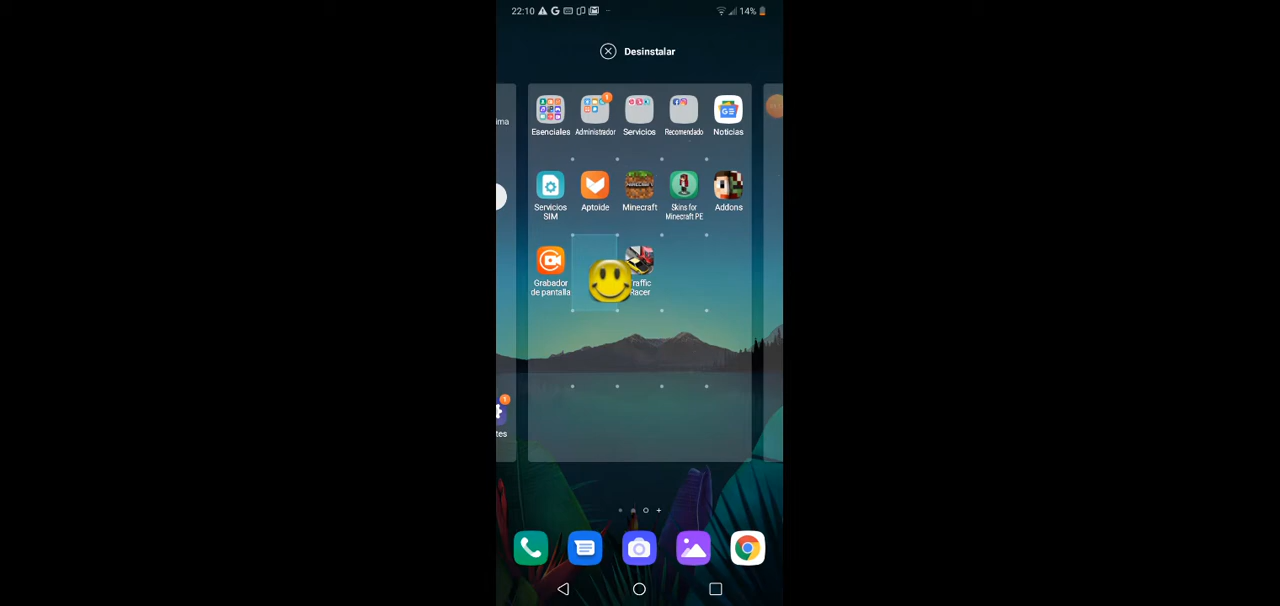 22:10 14%
Desinstalar
ima
Esenciales Administrador Servicios Recomendado Noticias
Servicios
SIM Aptoide Minecraft Skins for
Minecraft PE Addons
Grabador
de pantalla raffic
Racer
tes